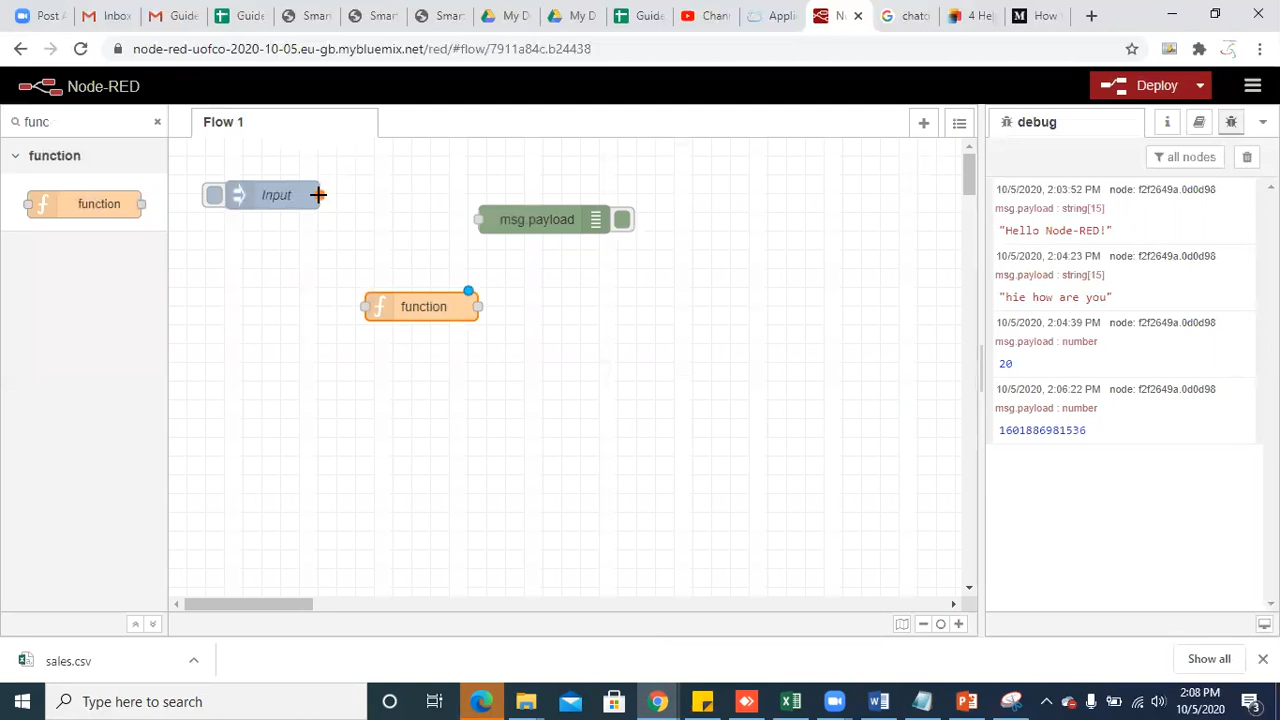 Post
Inbo
Gmail
Guide
Guide
Smar
Smar
Smar
My D
My D
Guide
Ch
Appli
N
chato
4 Help
How
node-red-uofco-2020-10-05.eu-gb.mybluemix.net/red/#flow/7911a84c.b24438
Node-RED
Deploy
func
Flow 1
debug
function
all nodes
function
Input
msg.payload
function
10/5/2020, 2:03:52 PM node: f2f2649a.0d0d98
msg.payload : string[15]
"Hello Node-RED!"
10/5/2020, 2:04:23 PM node: f2f2649a.0d0d98
msg.payload : string[15]
"hie how are you"
10/5/2020, 2:04:39 PM node: f2f2649a.0d0d98
msg.payload : number
20
10/5/2020, 2:06:22 PM node: f2f2649a.0d0d98
msg.payload : number
1601886981536
sales.csv
Show all
Type here to search
2:08 PM
10/5/2020
3